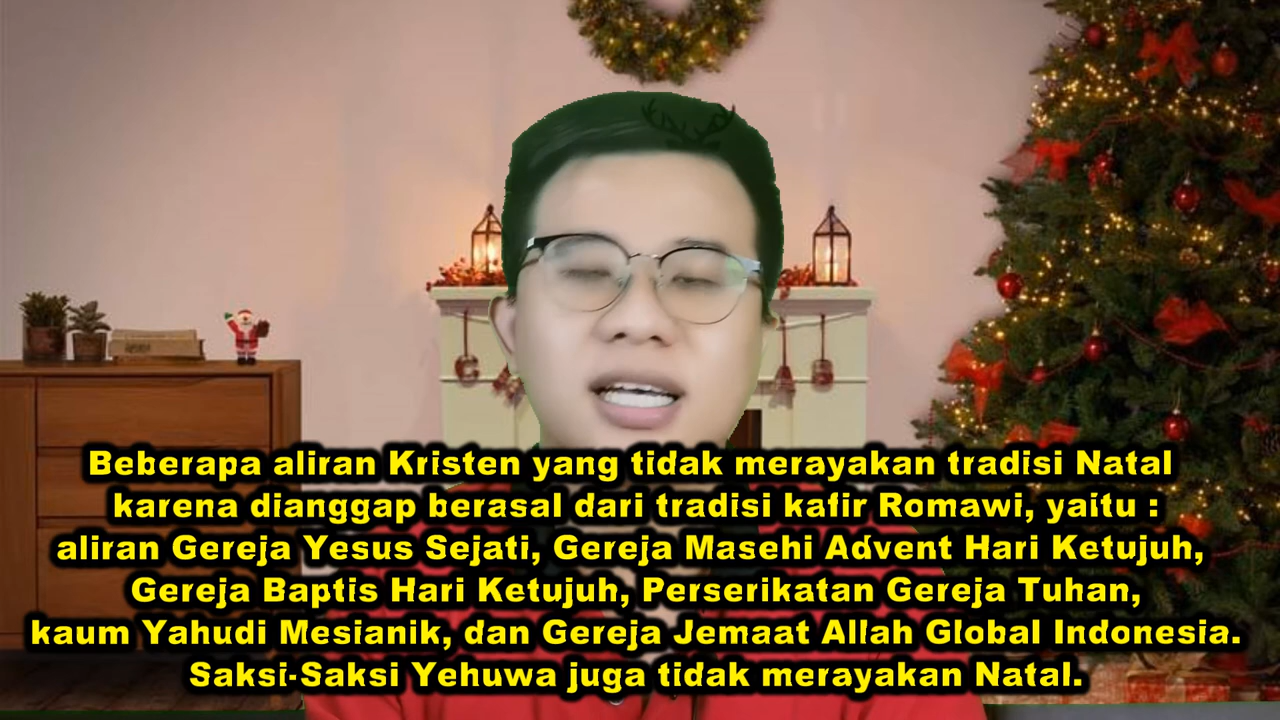 Beberapa aliran Kristen yang tidak merayakan tradisi Natal
karena dianggap berasal dari tradisi kafir Romawi, yaitu :
aliran Gereja Yesus Sejati, Gereja Masehi Advent Hari Ketujuh,
Gereja Baptis Hari Ketujuh, Perserikatan Gereja Tuhan,
kaum Yahudi Mesianik, dan Gereja Jemaat Allah Global Indonesia.
Saksi-Saksi Yehuwa juga tidak merayakan Natal.